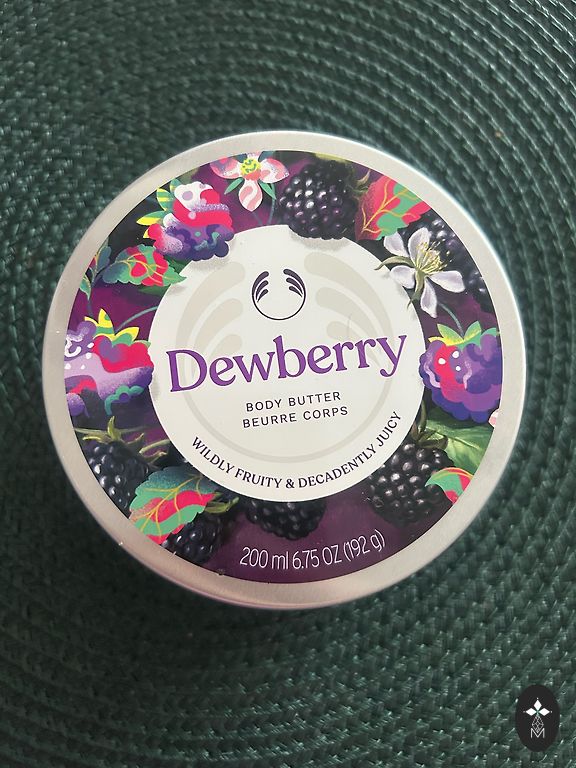 Dewberry
BODY BUTTER
BEURRE CORPS
WILDLY FRUITY & DECADENTLY JUICY
200 ml 6.75 OZ (192 g)
M